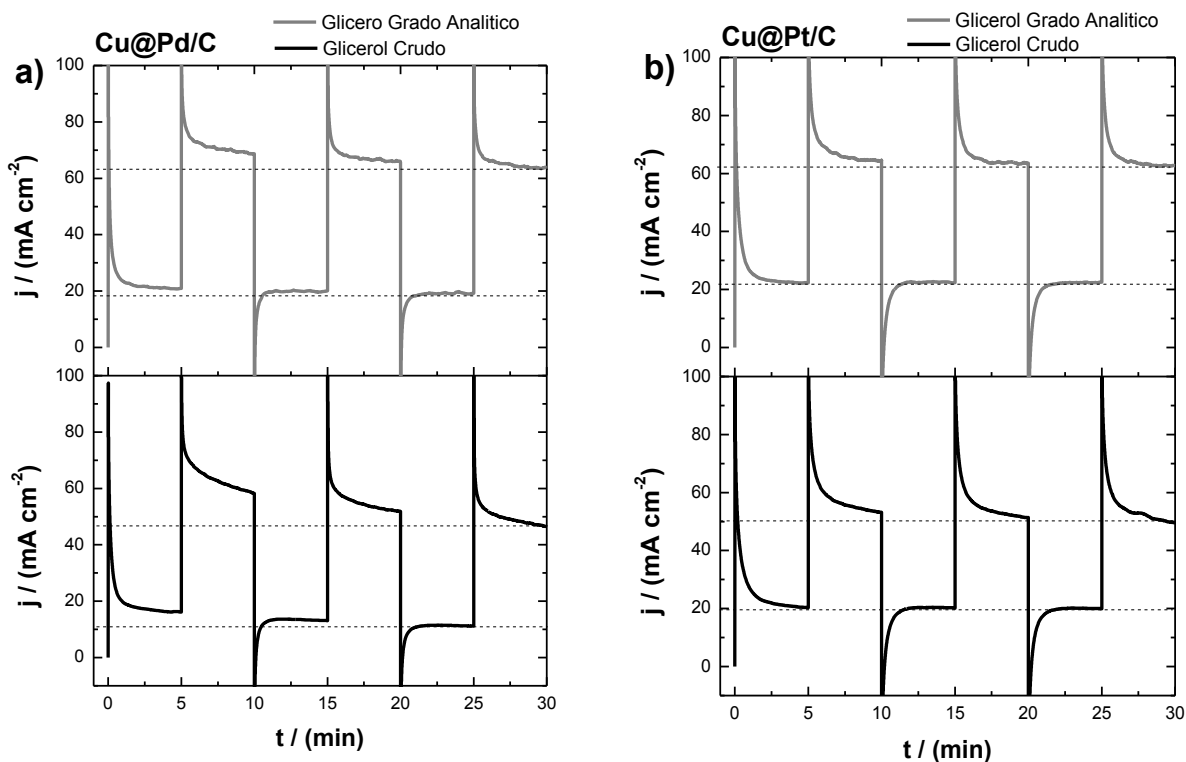 Glicero Grado Analitico
Glicerol Crudo
Cu@Pd/C
a)
100
80
60
40
20
0
j / (mA cm-2)
100
80
60
40
20
0
j / (mA cm-2)
0 5 10 15 20 25 30
t / (min)
Glicerol Grado Analitico
Glicerol Crudo
Cu@Pt/C
b)
100
80
60
40
20
0
j / (mA cm-2)
100
80
60
40
20
0
j / (mA cm-2)
0 5 10 15 20 25 30
t / (min)